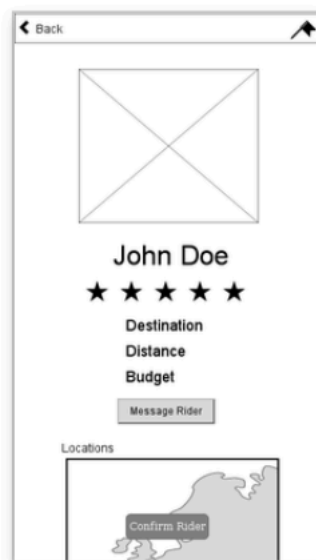 Back
John Doe
Destination
Distance
Budget
Message Rider
Locations
Confirm Rider